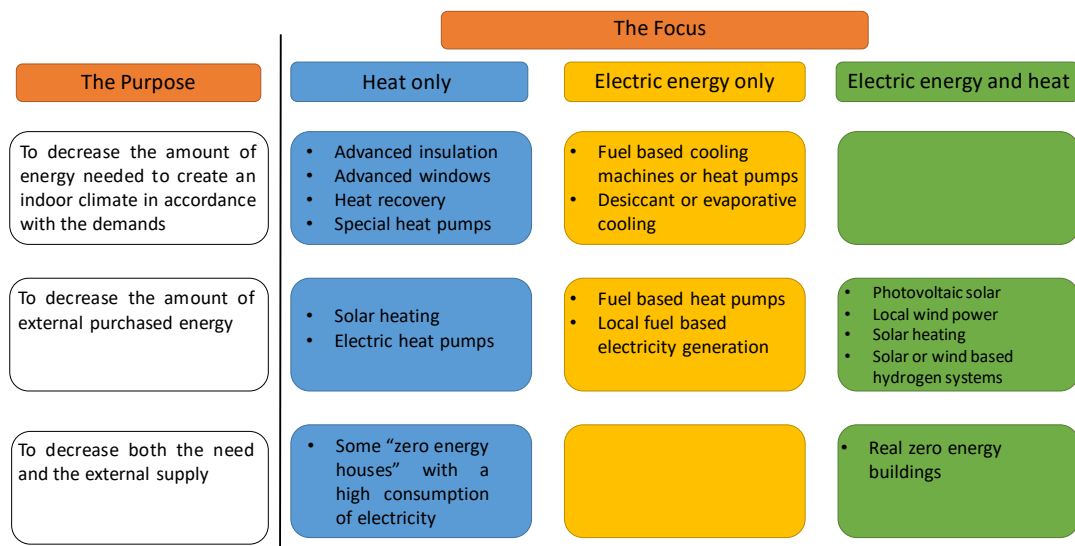 The Focus
The Purpose
Heat only
Electric energy only
Electric energy and heat
To decrease the amount of
energy needed to create an
indoor climate in accordance
with the demands
• Advanced insulation
• Advanced windows
• Heat recovery
• Special heat pumps
• Fuel based cooling
machines or heat pumps
• Desiccant or evaporative
cooling
To decrease the amount of
external purchased energy
• Solar heating
• Electric heat pumps
• Fuel based heat pumps
• Local fuel based
electricity generation
• Photovoltaic solar
• Local wind power
• Solar heating
• Solar or wind based
hydrogen systems
To decrease both the need
and the external supply
• Some “zero energy
houses” with a
high consumption
of electricity
• Real zero energy
buildings